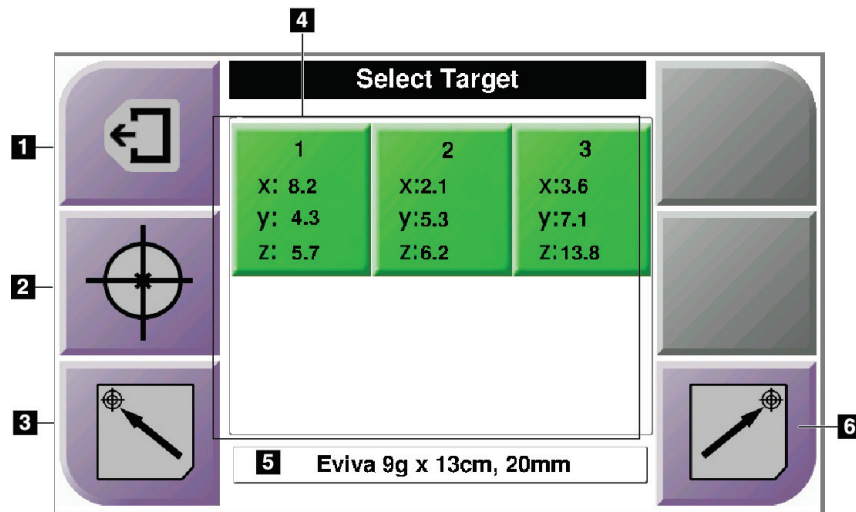 4
Select Target
1
1 2 3
X: 8.2 X:2.1 X:3.6
y: 4.3 y:5.3 y:7.1
Z: 5.7 Z:6.2 Z:13.8
2
3
6
5 Eviva 9g x 13cm, 20mm